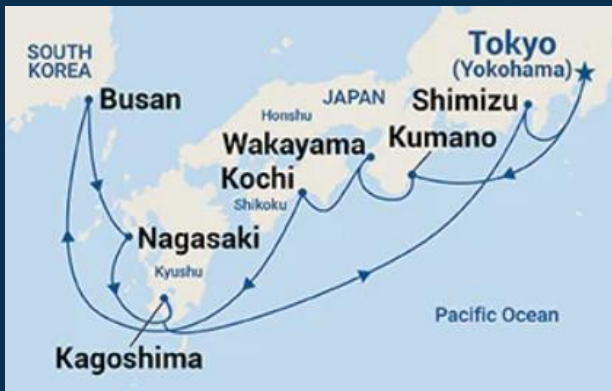 SOUTH
KOREA
Busan
Tokyo
(Yokohama)
JAPAN
Shimizu
Honshu
Wakayama
Kumano
Kochi
Shikoku
Nagasaki
Kyushu
Pacific Ocean
Kagoshima